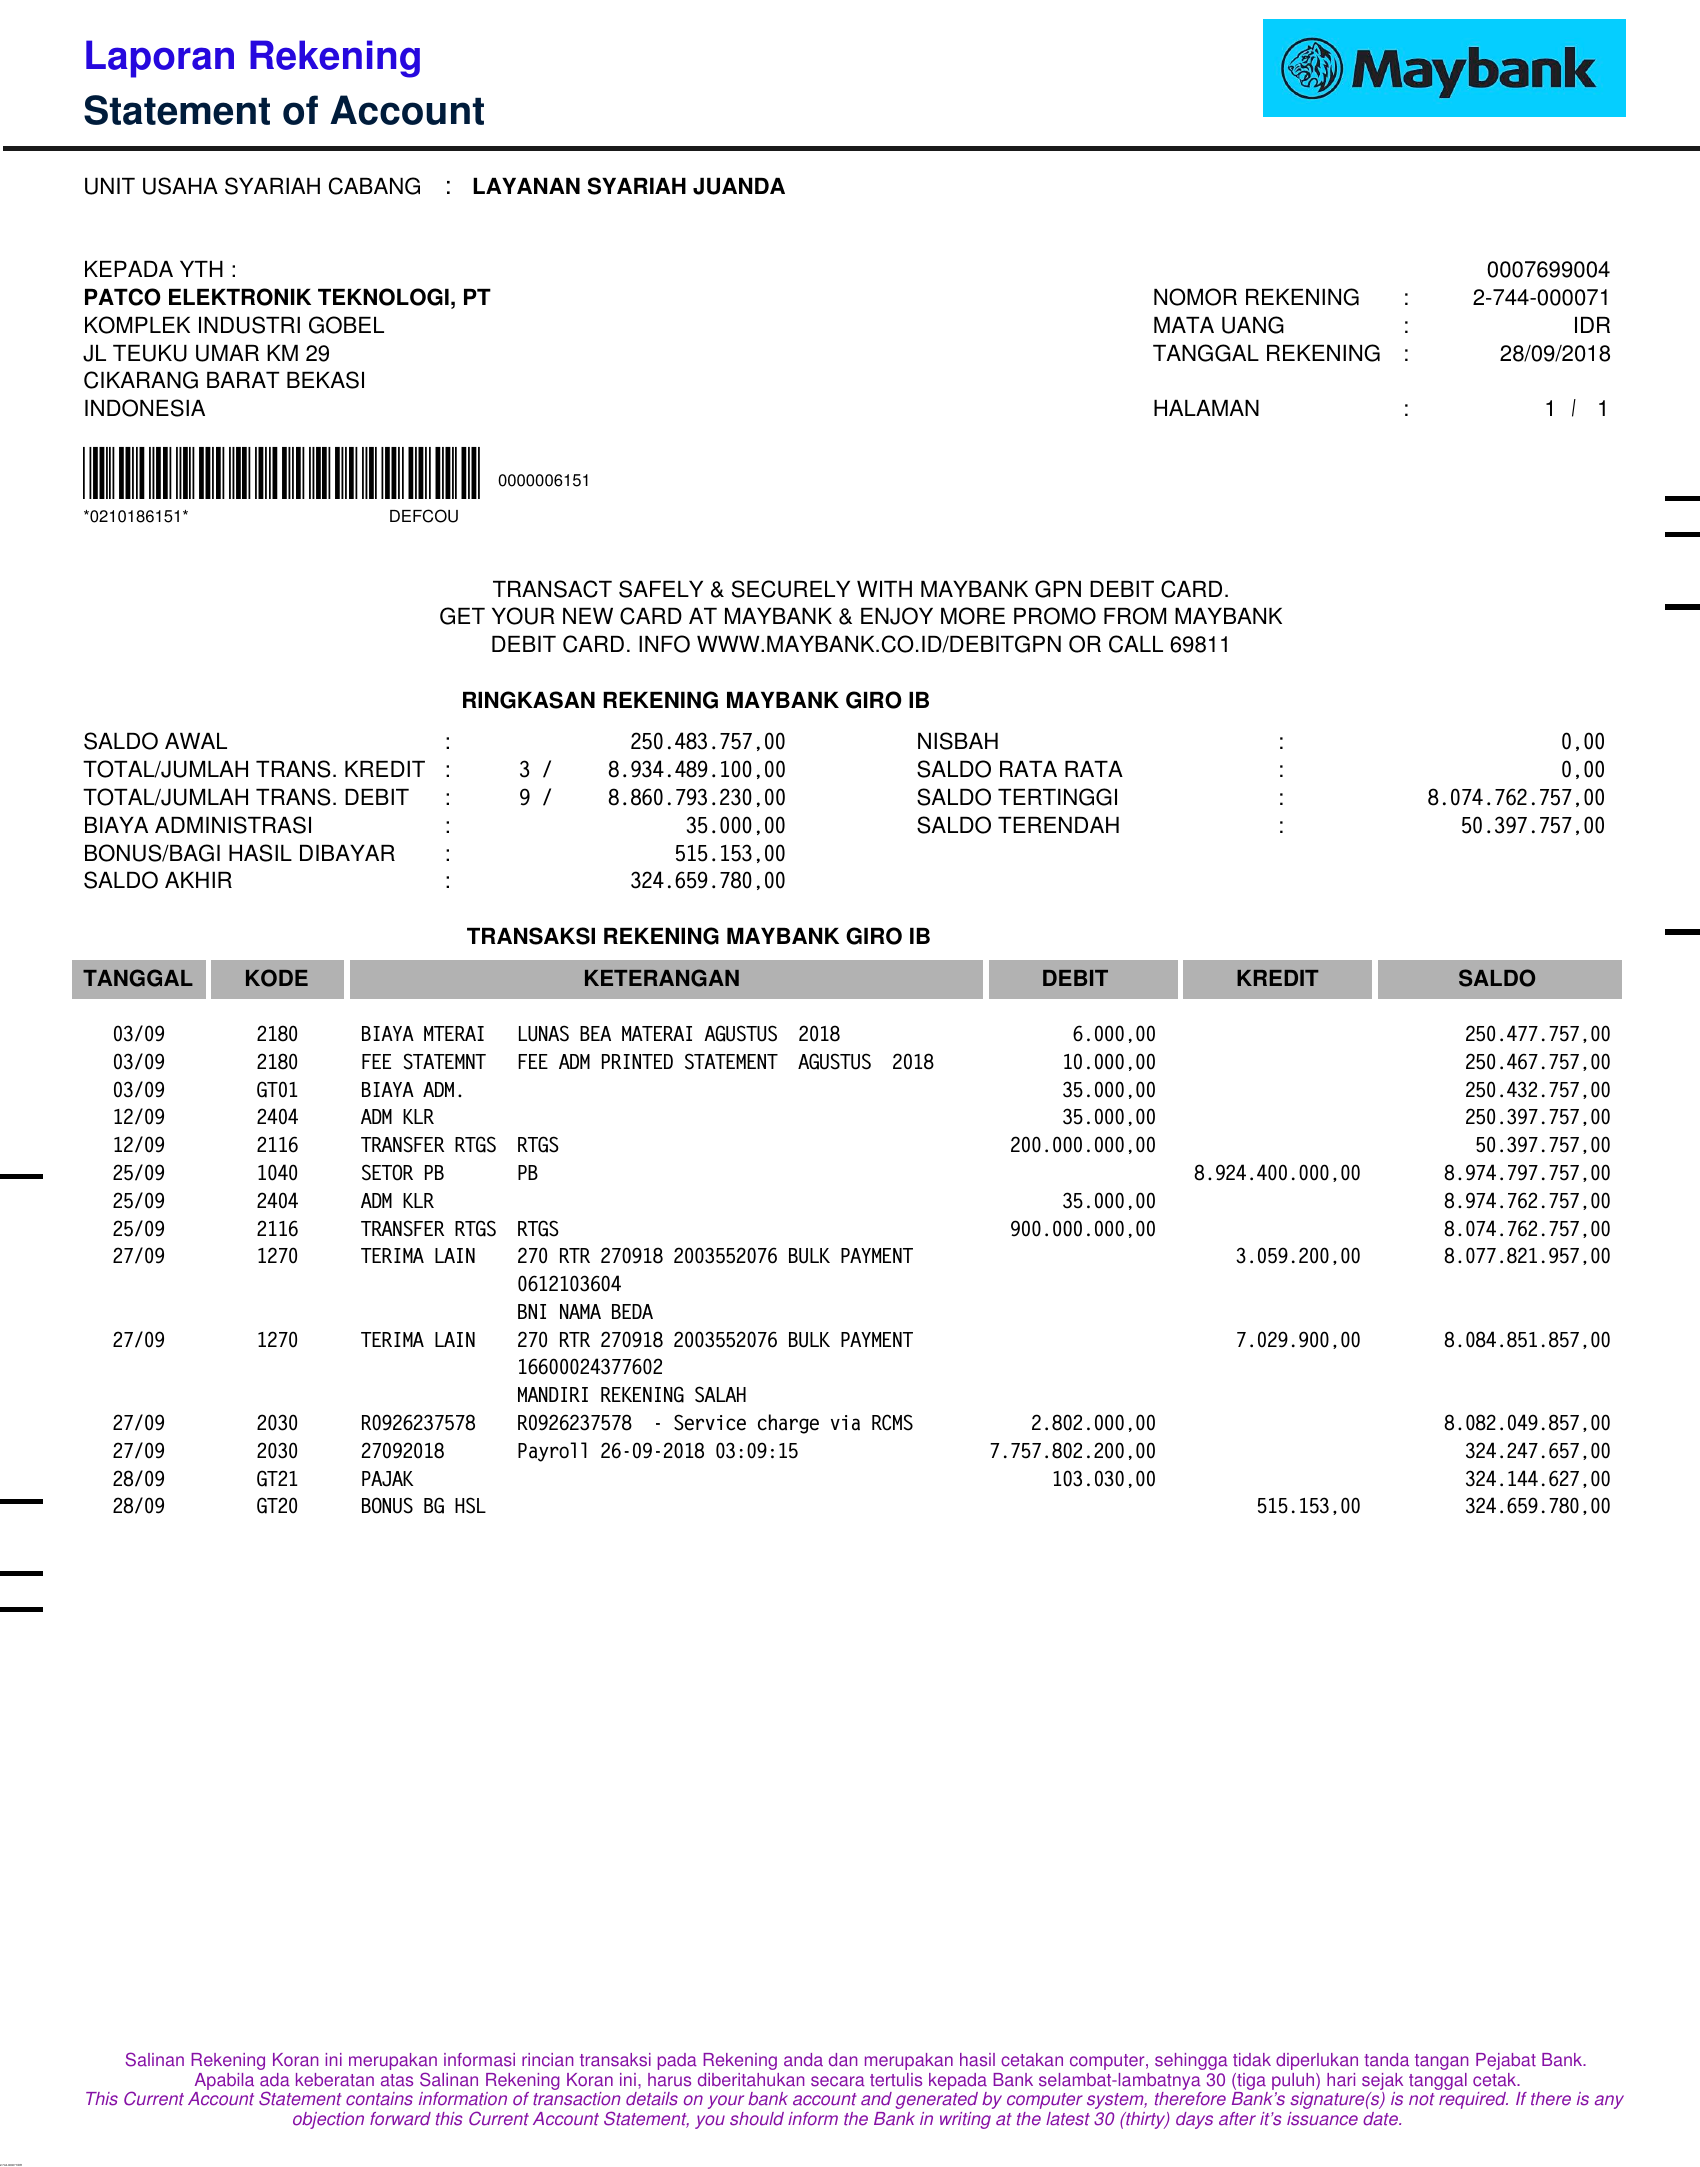 Laporan Rekening
Statement of Account
Maybank
UNIT USAHA SYARIAH CABANG : LAYANAN SYARIAH JUANDA
KEPADA YTH :
PATCO ELEKTRONIK TEKNOLOGI, PT
KOMPLEK INDUSTRI GOBEL
JL TEUKU UMAR KM 29
CIKARANG BARAT BEKASI
INDONESIA
0007699004
NOMOR REKENING : 2-744-000071
MATA UANG : IDR
TANGGAL REKENING : 28/09/2018
HALAMAN : 1 / 1
0000006151
*0210186151* DEFCOU
TRANSACT SAFELY & SECURELY WITH MAYBANK GPN DEBIT CARD.
GET YOUR NEW CARD AT MAYBANK & ENJOY MORE PROMO FROM MAYBANK
DEBIT CARD. INFO WWW.MAYBANK.CO.ID/DEBITGPN OR CALL 69811
RINGKASAN REKENING MAYBANK GIRO IB
SALDO AWAL : 250.483.757,00 NISBAH : 0,00
TOTAL/JUMLAH TRANS. KREDIT : 3 / 8.934.489.100,00 SALDO RATA RATA : 0,00
TOTAL/JUMLAH TRANS. DEBIT : 9 / 8.860.793.230,00 SALDO TERTINGGI : 8.074.762.757,00
BIAYA ADMINISTRASI : 35.000,00 SALDO TERENDAH : 50.397.757,00
BONUS/BAGI HASIL DIBAYAR : 515.153,00
SALDO AKHIR : 324.659.780,00
TRANSAKSI REKENING MAYBANK GIRO IB
TANGGAL KODE KETERANGAN DEBIT KREDIT SALDO
03/09 2180 BIAYA MTERAI LUNAS BEA MATERAI AGUSTUS 2018 6.000,00 250.477.757,00
03/09 2180 FEE STATEMNT FEE ADM PRINTED STATEMENT AGUSTUS 2018 10.000,00 250.467.757,00
03/09 GT01 BIAYA ADM. 35.000,00 250.432.757,00
12/09 2404 ADM KLR 35.000,00 250.397.757,00
12/09 2116 TRANSFER RTGS RTGS 200.000.000,00 50.397.757,00
25/09 1040 SETOR PB PB 8.924.400.000,00 8.974.797.757,00
25/09 2404 ADM KLR 35.000,00 8.974.762.757,00
25/09 2116 TRANSFER RTGS RTGS 900.000.000,00 8.074.762.757,00
27/09 1270 TERIMA LAIN 270 RTR 270918 2003552076 BULK PAYMENT 3.059.200,00 8.077.821.957,00
0612103604
BNI NAMA BEDA
27/09 1270 TERIMA LAIN 270 RTR 270918 2003552076 BULK PAYMENT 7.029.900,00 8.084.851.857,00
16600024377602
MANDIRI REKENING SALAH
27/09 2030 R0926237578 R0926237578 - Service charge via RCMS 2.802.000,00 8.082.049.857,00
27/09 2030 27092018 Payroll 26-09-2018 03:09:15 7.757.802.200,00 324.247.657,00
28/09 GT21 PAJAK 103.030,00 324.144.627,00
28/09 GT20 BONUS BG HSL 515.153,00 324.659.780,00
Salinan Rekening Koran ini merupakan informasi rincian transaksi pada Rekening anda dan merupakan hasil cetakan computer, sehingga tidak diperlukan tanda tangan Pejabat Bank.
Apabila ada keberatan atas Salinan Rekening Koran ini, harus diberitahukan secara tertulis kepada Bank selambat-lambatnya 30 (tiga puluh) hari sejak tanggal cetak.
This Current Account Statement contains information of transaction details on your bank account and generated by computer system, therefore Bank's signature(s) is not required. If there is any
objection forward this Current Account Statement, you should inform the Bank in writing at the latest 30 (thirty) days after it's issuance date.